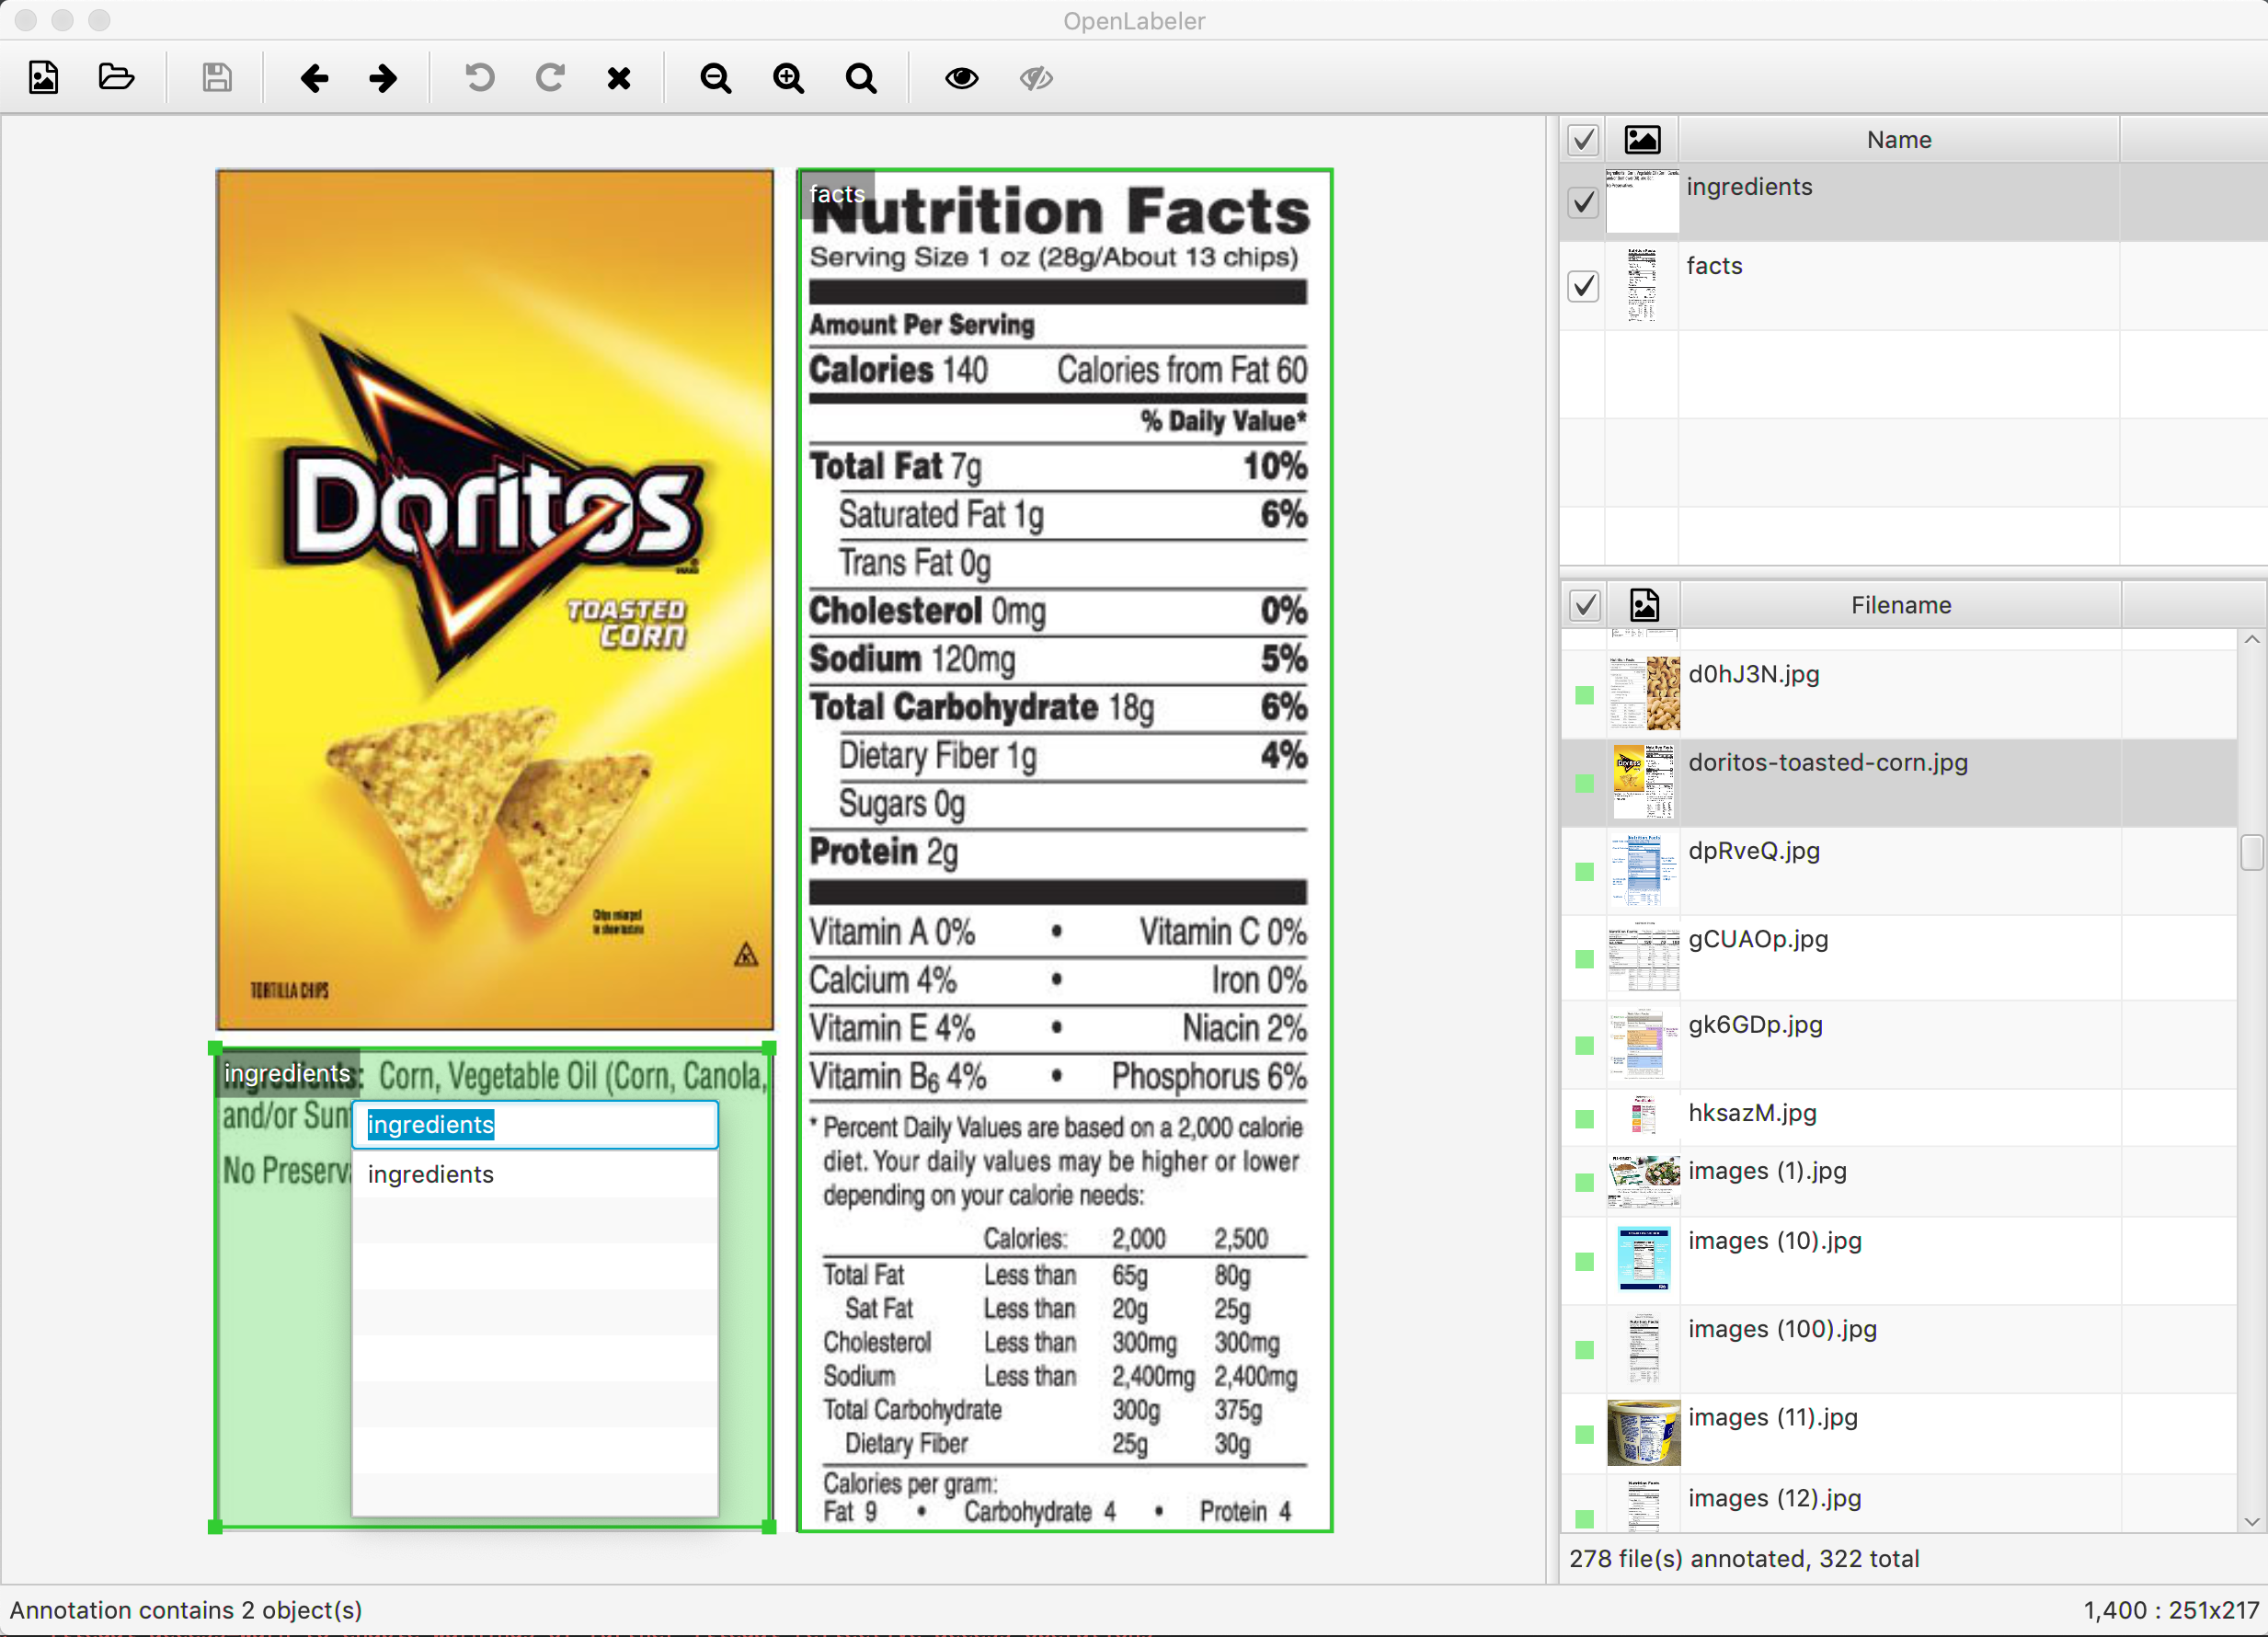 OpenLabeler
Doritos
TOASTED
CORN
Chips enlarged
to show texture
TORTILLA CHIPS
ingredients: Corn, Vegetable Oil (Corn, Canola,
and/or Sun
No Preserva
ingredients
ingredients
facts
Nutrition Facts
Serving Size 1 oz (28g/About 13 chips)
Amount Per Serving
Calories 140 Calories from Fat 60
% Daily Value*
Total Fat 7g 10%
Saturated Fat 1g 6%
Trans Fat 0g
Cholesterol 0mg 0%
Sodium 120mg 5%
Total Carbohydrate 18g 6%
Dietary Fiber 1g 4%
Sugars 0g
Protein 2g
Vitamin A 0% • Vitamin C 0%
Calcium 4% • Iron 0%
Vitamin E 4% • Niacin 2%
Vitamin B6 4% • Phosphorus 6%
* Percent Daily Values are based on a 2,000 calorie
diet. Your daily values may be higher or lower
depending on your calorie needs:
Calories: 2,000 2,500
Total Fat Less than 65g 80g
Sat Fat Less than 20g 25g
Cholesterol Less than 300mg 300mg
Sodium Less than 2,400mg 2,400mg
Total Carbohydrate 300g 375g
Dietary Fiber 25g 30g
Calories per gram:
Fat 9 • Carbohydrate 4 • Protein 4
Name
ingredients
facts
Filename
d0hJ3N.jpg
doritos-toasted-corn.jpg
dpRveQ.jpg
gCUAOp.jpg
gk6GDp.jpg
hksazM.jpg
images (1).jpg
images (10).jpg
images (100).jpg
images (11).jpg
images (12).jpg
278 file(s) annotated, 322 total
Annotation contains 2 object(s)
1,400 : 251x217